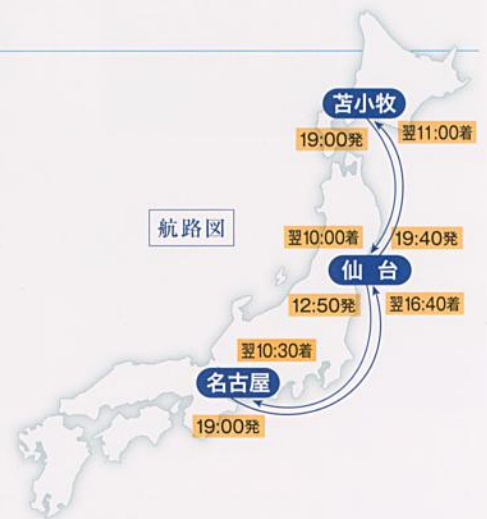 苫小牧
19:00発
翌11:00着
航路図
翌10:00着
19:40発
仙台
12:50発
翌16:40着
翌10:30着
名古屋
19:00発